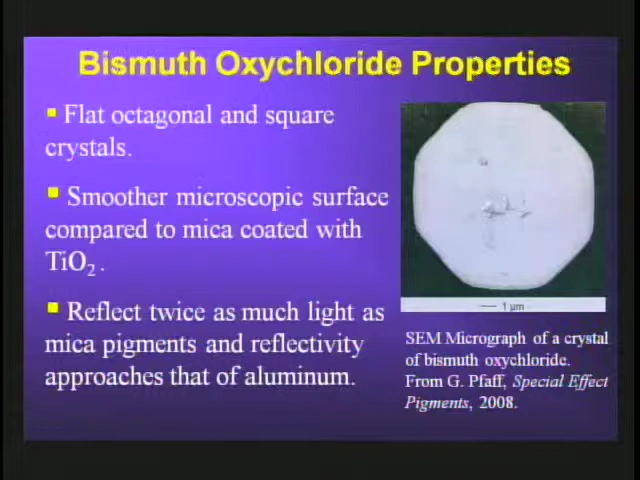 Bismuth Oxychloride Properties
▪ Flat octagonal and square
crystals.
▪ Smoother microscopic surface
compared to mica coated with
TiO₂ .
▪ Reflect twice as much light as
mica pigments and reflectivity
approaches that of aluminum.
1 µm
SEM Micrograph of a crystal
of bismuth oxychloride.
From G. Pfaff, Special Effect
Pigments, 2008.